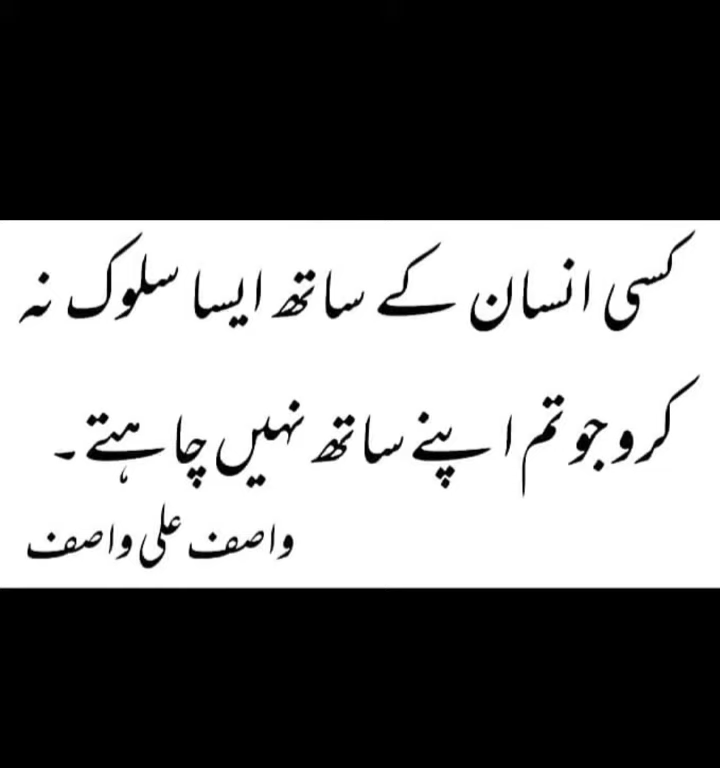 کسی انسان کے ساتھ ایسا سلوک نہ
کرو جو تم اپنے ساتھ نہیں چاہتے۔
واصف علی واصف